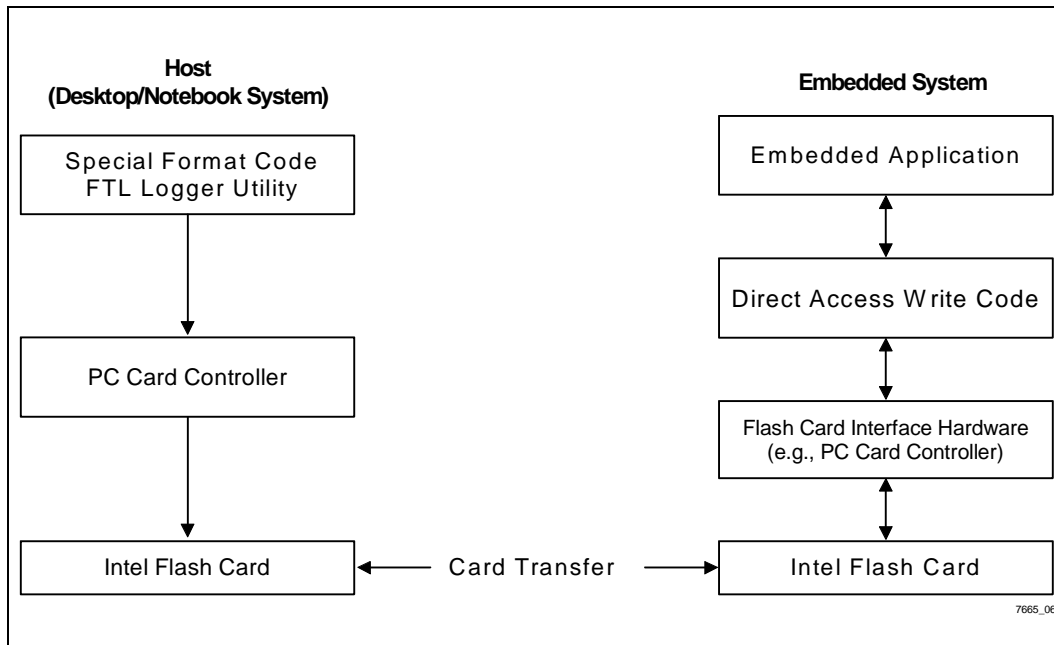 Host
(Desktop/Notebook System)
Special Format Code
FTL Logger Utility
PC Card Controller
Intel Flash Card
Card Transfer
Embedded System
Embedded Application
Direct Access Write Code
Flash Card Interface Hardware
(e.g., PC Card Controller)
Intel Flash Card
7665_06